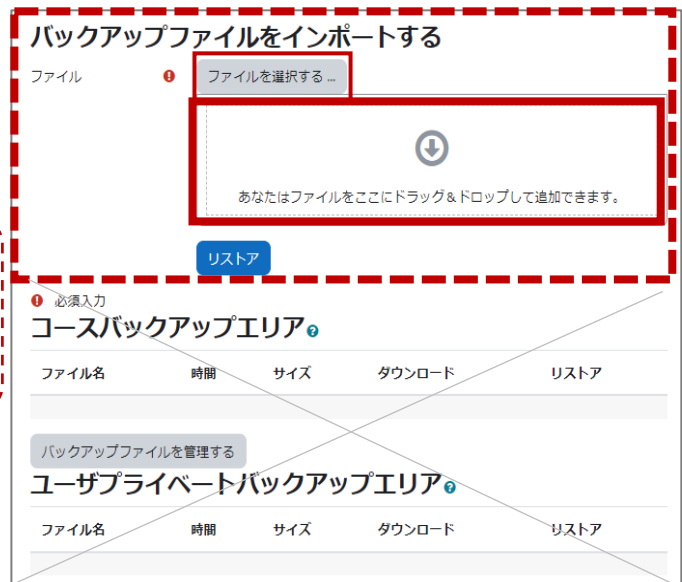 バックアップファイルをインポートする
ファイル ファイルを選択する ...
あなたはファイルをここにドラッグ&ドロップして追加できます。
リストア
必須入力
コースバックアップエリア
ファイル名 時間 サイズ ダウンロード リストア
バックアップファイルを管理する
ユーザプライベートバックアップエリア
ファイル名 時間 サイズ ダウンロード リストア